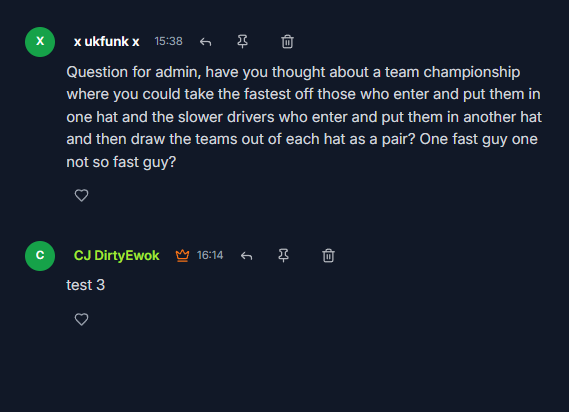 X
x ukfunk x 15:38
Question for admin, have you thought about a team championship
where you could take the fastest off those who enter and put them in
one hat and the slower drivers who enter and put them in another hat
and then draw the teams out of each hat as a pair? One fast guy one
not so fast guy?
C
CJ DirtyEwok 16:14
test 3